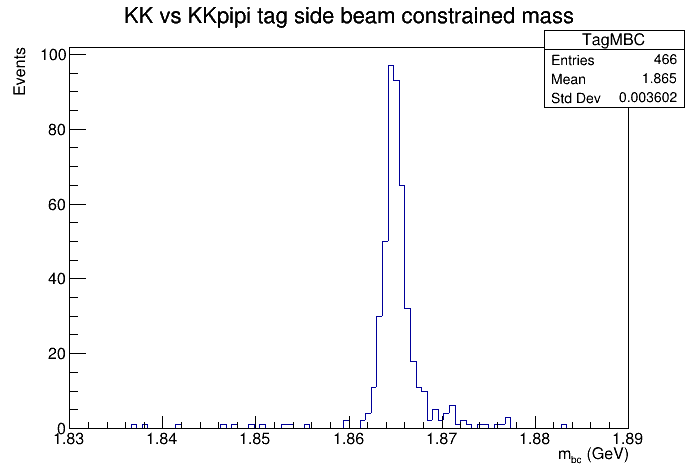 KK vs KKpipi tag side beam constrained mass
TagMBC
Entries 466
Mean 1.865
Std Dev 0.003602
Events
100
80
60
40
20
0
1.83 1.84 1.85 1.86 1.87 1.88 1.89
m_bc (GeV)